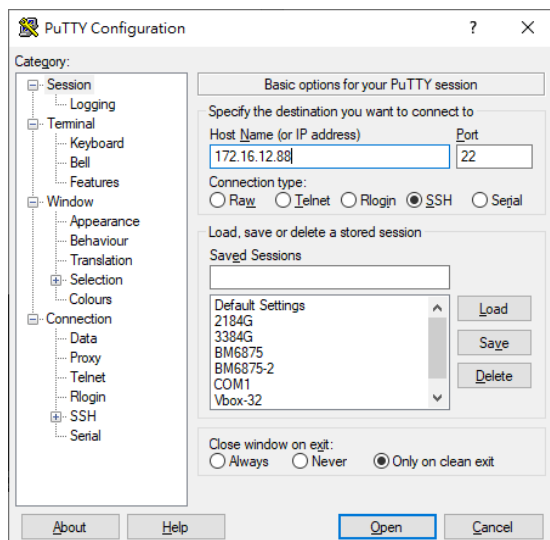 PuTTY Configuration ? ×
Category:
Session
Logging
Terminal
Keyboard
Bell
Features
Window
Appearance
Behaviour
Translation
Selection
Colours
Connection
Data
Proxy
Telnet
Rlogin
SSH
Serial
Basic options for your PuTTY session
Specify the destination you want to connect to
Host Name (or IP address) Port
172.16.12.88 22
Connection type:
Raw Telnet Rlogin SSH Serial
Load, save or delete a stored session
Saved Sessions
Default Settings
2184G
3384G
BM6875
BM6875-2
COM1
Vbox-32
Load
Save
Delete
Close window on exit:
Always Never Only on clean exit
About Help Open Cancel